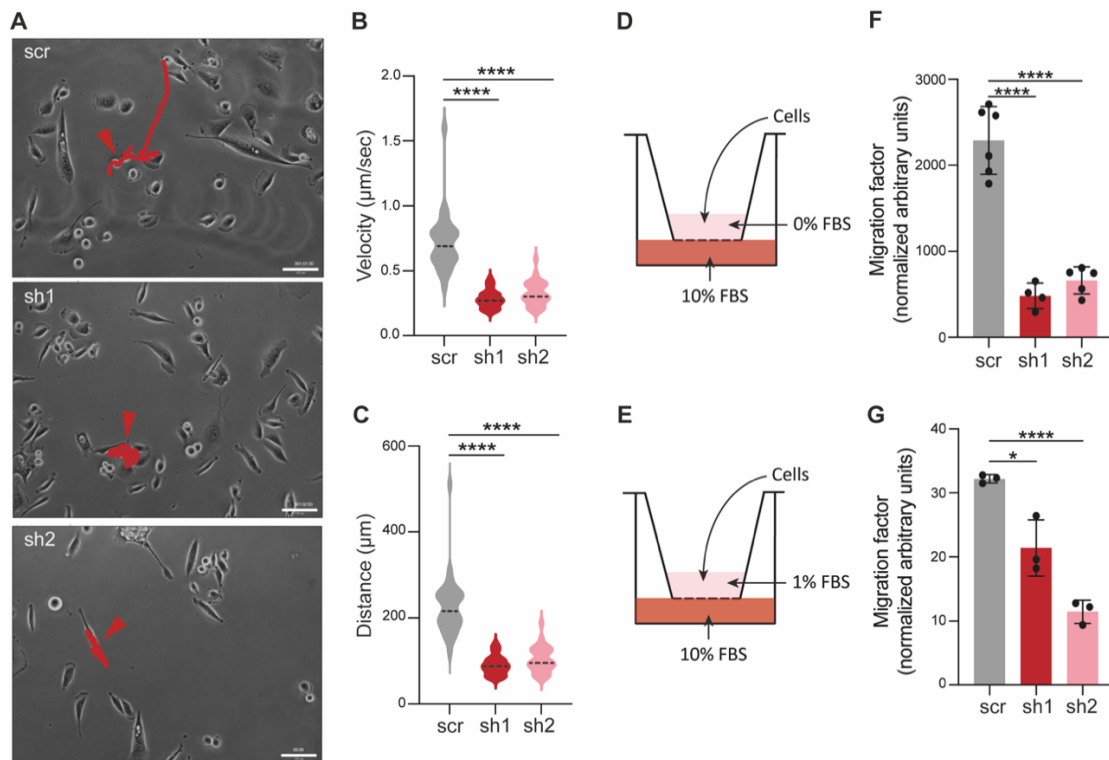 A
scr
sh1
sh2
B
****
****
2.0
1.5
1.0
0.5
0.0
Velocity (µm/sec)
scr sh1 sh2
C
****
****
600
400
200
0
Distance (µm)
scr sh1 sh2
D
Cells
0% FBS
10% FBS
E
Cells
1% FBS
10% FBS
F
****
****
3000
2000
1000
0
Migration factor
(normalized arbitrary units)
scr sh1 sh2
G
****
*
40
30
20
10
0
Migration factor
(normalized arbitrary units)
scr sh1 sh2